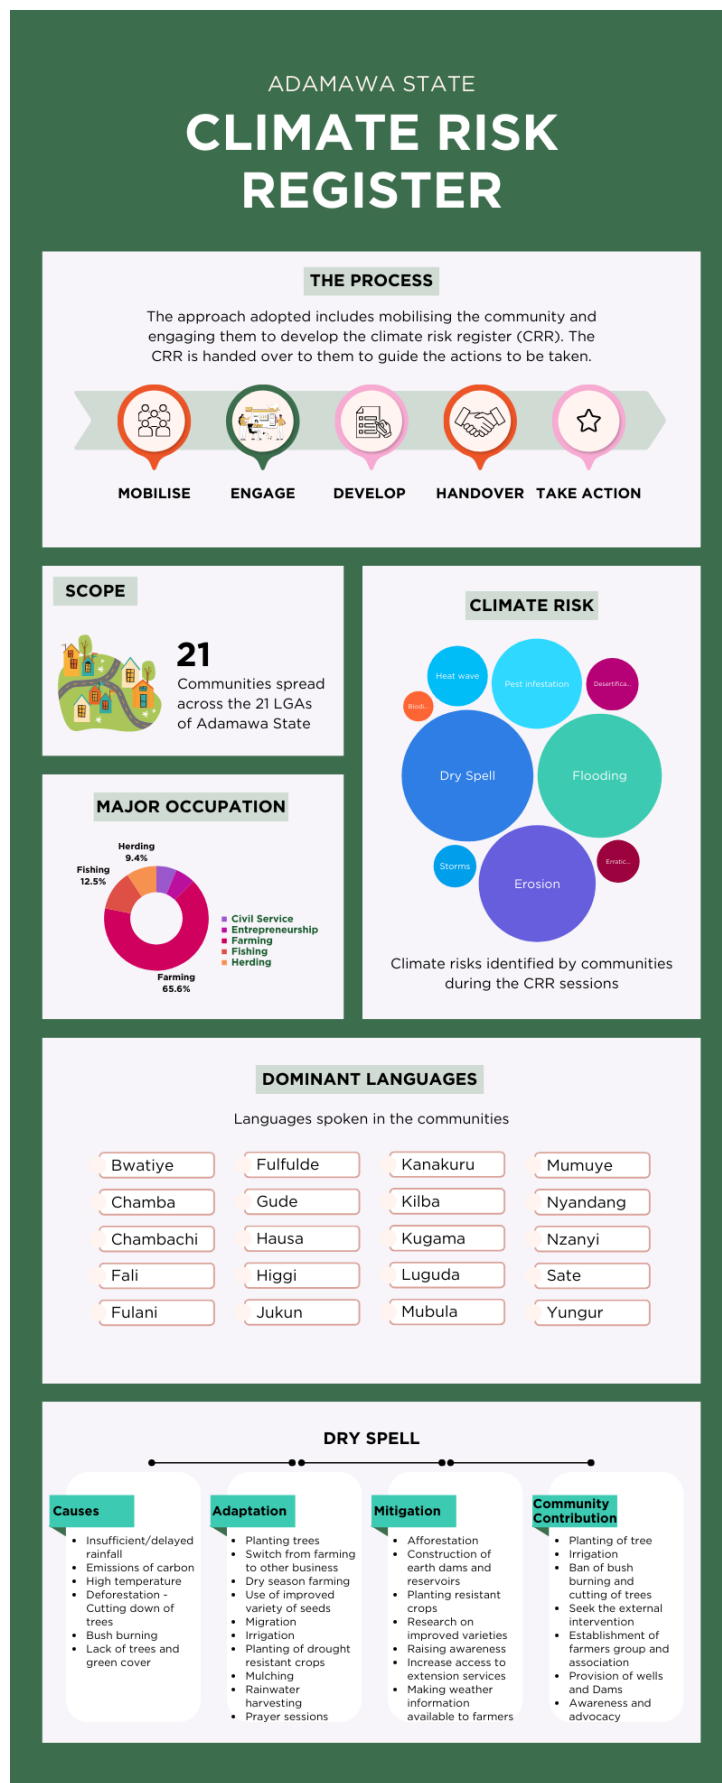 ADAMAWA STATE
CLIMATE RISK
REGISTER
THE PROCESS
The approach adopted includes mobilising the community and
engaging them to develop the climate risk register (CRR). The
CRR is handed over to them to guide the actions to be taken.
MOBILISE
ENGAGE
DEVELOP
HANDOVER
TAKE ACTION
SCOPE
21
Communities spread
across the 21 LGAs
of Adamawa State
MAJOR OCCUPATION
Herding
9.4%
Fishing
12.5%
Civil Service
Entrepreneurship
Farming
Fishing
Herding
Farming
65.6%
CLIMATE RISK
Heat wave
Pest infestation
Desertifica...
Biodi...
Dry Spell
Flooding
Storms
Erratic...
Erosion
Climate risks identified by communities
during the CRR sessions
DOMINANT LANGUAGES
Languages spoken in the communities
Bwatiye
Chamba
Chambachi
Fali
Fulani
Fulfulde
Gude
Hausa
Higgi
Jukun
Kanakuru
Kilba
Kugama
Luguda
Mubula
Mumuye
Nyandang
Nzanyi
Sate
Yungur
DRY SPELL
Causes
• Insufficient/delayed
rainfall
• Emissions of carbon
• High temperature
• Deforestation -
Cutting down of
trees
• Bush burning
• Lack of trees and
green cover
Adaptation
• Planting trees
• Switch from farming
to other business
• Dry season farming
• Use of improved
variety of seeds
• Migration
• Irrigation
• Planting of drought
resistant crops
• Mulching
• Rainwater
harvesting
• Prayer sessions
Mitigation
• Afforestation
• Construction of
earth dams and
reservoirs
• Planting resistant
crops
• Research on
improved varieties
• Raising awareness
• Increase access to
extension services
• Making weather
information
available to farmers
Community
Contribution
• Planting of tree
• Irrigation
• Ban of bush
burning and
cutting of trees
• Seek the external
intervention
• Establishment of
farmers group and
association
• Provision of wells
and Dams
• Awareness and
advocacy